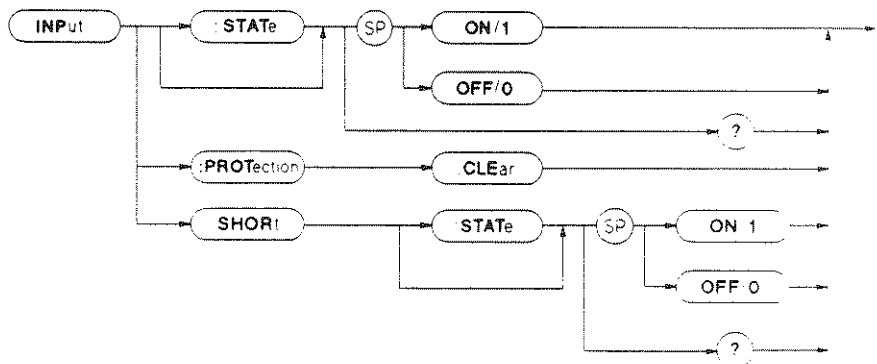 INPut
:STATe
SP
ON/1
OFF/0
?
:PROTection
:CLEar
SHORt
:STATe
SP
ON 1
OFF 0
?